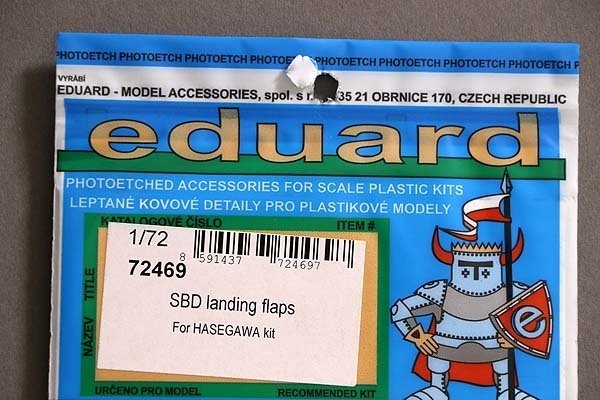 PHOTOETCH PHOTOETCH PHOTOETCH PHOTOETCH PHOTOETCH PHOTOETCH PHOTOETCH PHOTOETCH P
VYRÁBÍ
EDUARD - MODEL ACCESSORIES, spol. s r. 35 21 OBRNICE 170, CZECH REPUBLIC
eduard
PHOTOETCHED ACCESSORIES FOR SCALE PLASTIC KITS
LEPTANÉ KOVOVÉ DETAILY PRO PLASTIKOVÉ MODELY
KATALOGOVÉ ČÍSLO ITEM #
1/72
72469
8 591437 724697
SBD landing flaps
For HASEGAWA kit
NÁZEV TITLE
e
URČENO PRO MODEL RECOMMENDED KIT